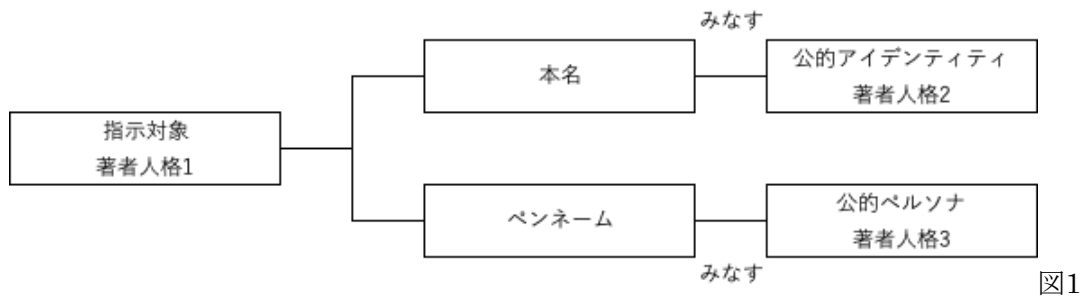 みなす
公的アイデンティティ
著者人格2
本名
指示対象
著者人格1
ペンネーム
公的ペルソナ
著者人格3
みなす
図1